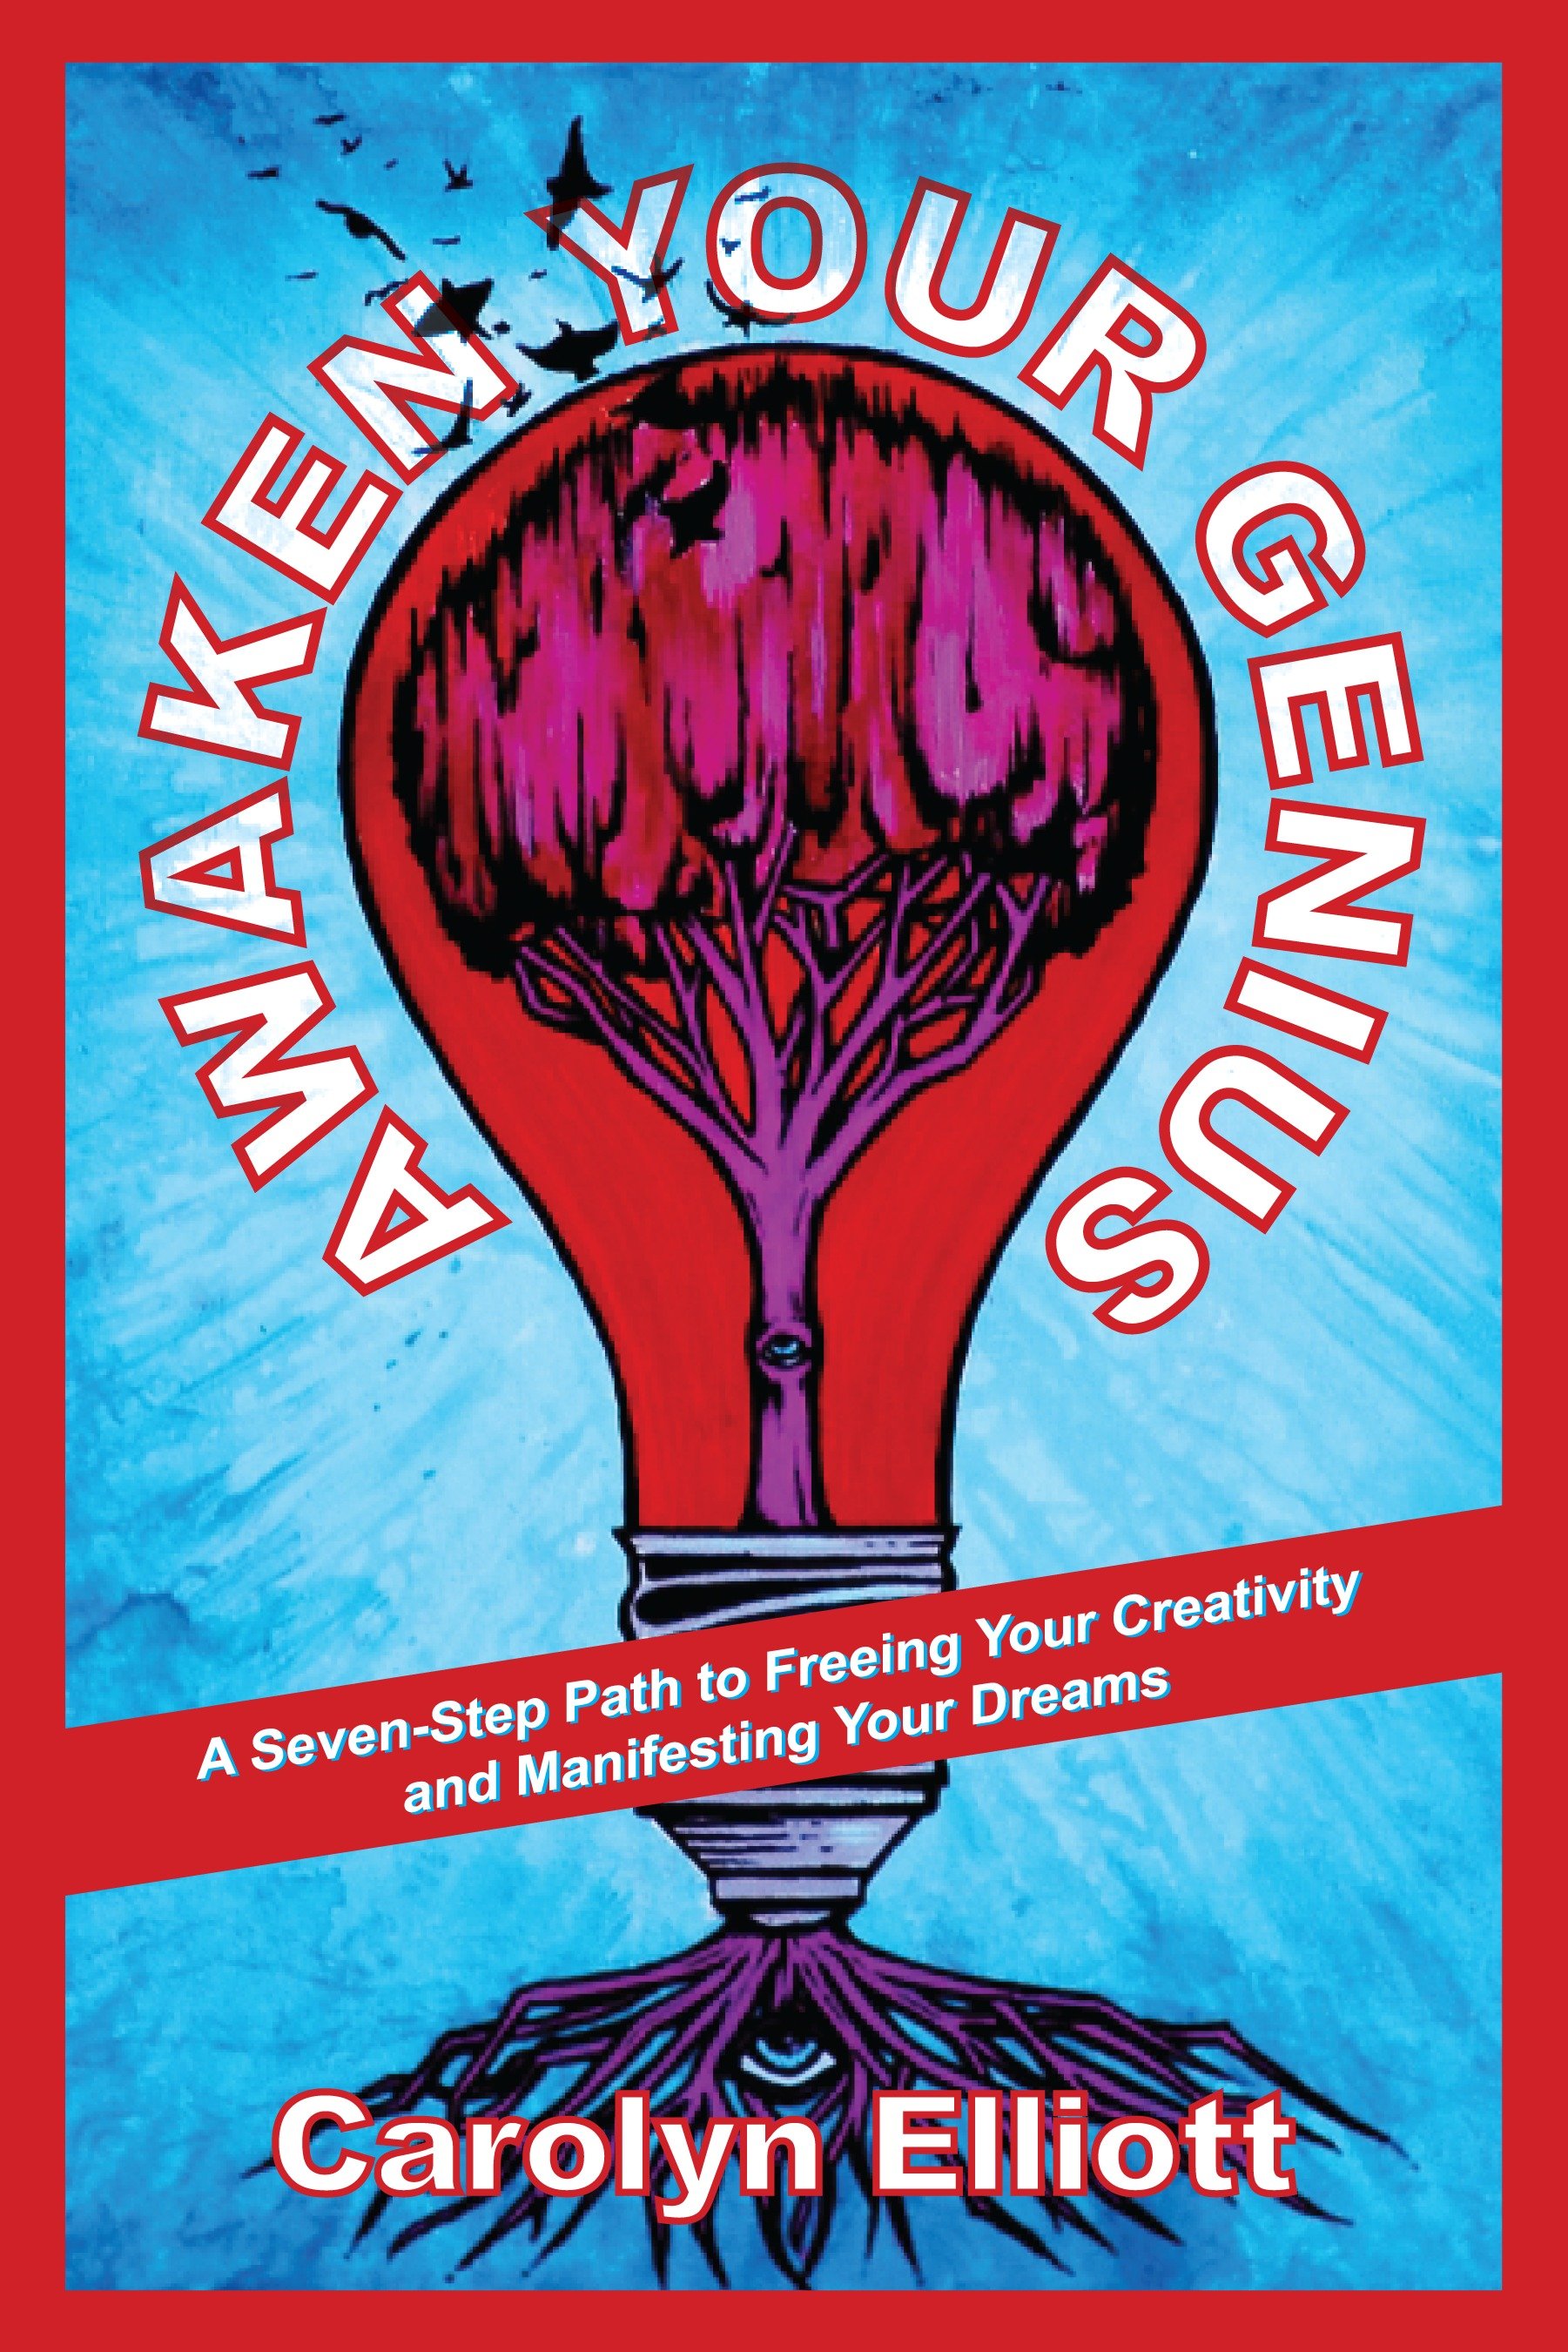 AWAKEN YOUR GENIUS
A Seven-Step Path to Freeing Your Creativity
and Manifesting Your Dreams
Carolyn Elliott